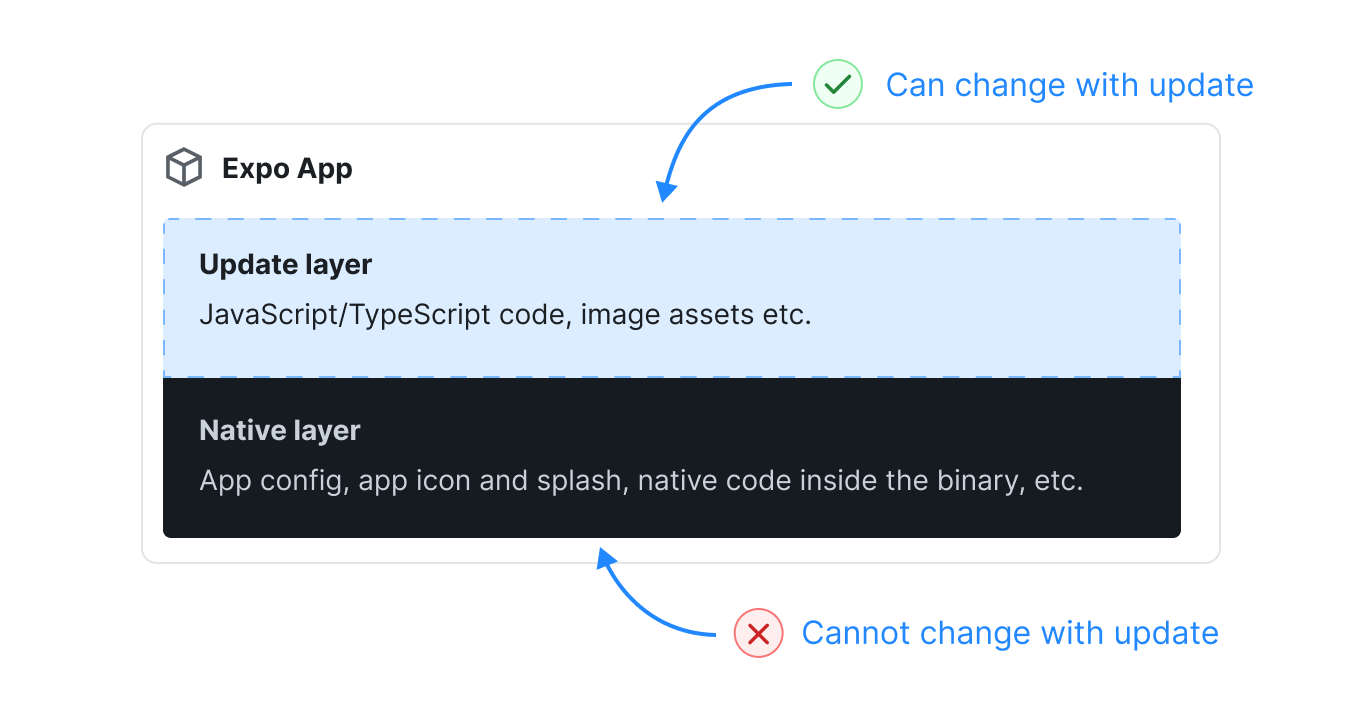 Can change with update
Expo App
Update layer
JavaScript/TypeScript code, image assets etc.
Native layer
App config, app icon and splash, native code inside the binary, etc.
Cannot change with update